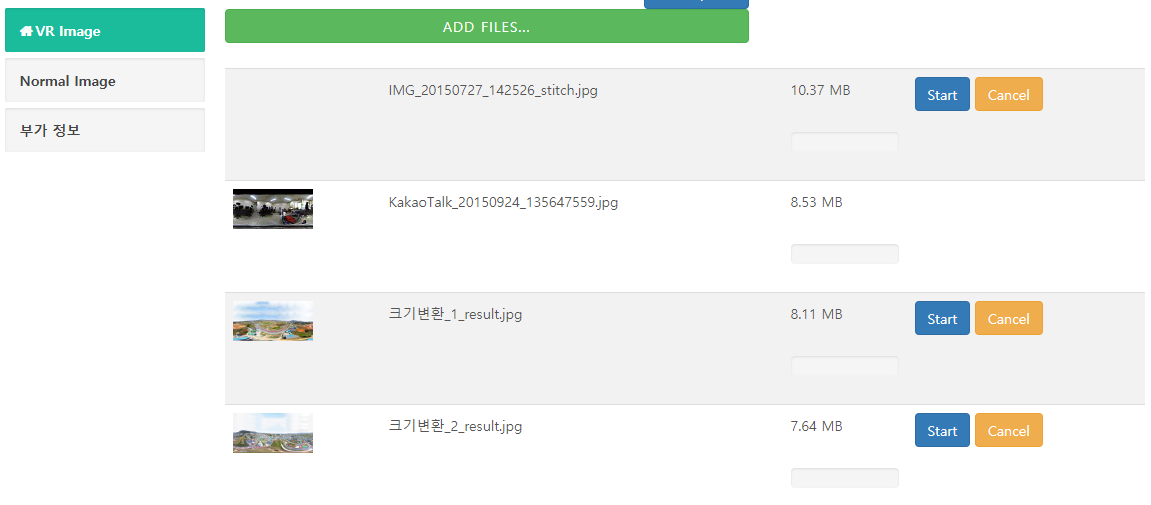 VR Image
Normal Image
부가 정보
ADD FILES...
IMG_20150727_142526_stitch.jpg 10.37 MB Start Cancel
KakaoTalk_20150924_135647559.jpg 8.53 MB
크기변환_1_result.jpg 8.11 MB Start Cancel
크기변환_2_result.jpg 7.64 MB Start Cancel